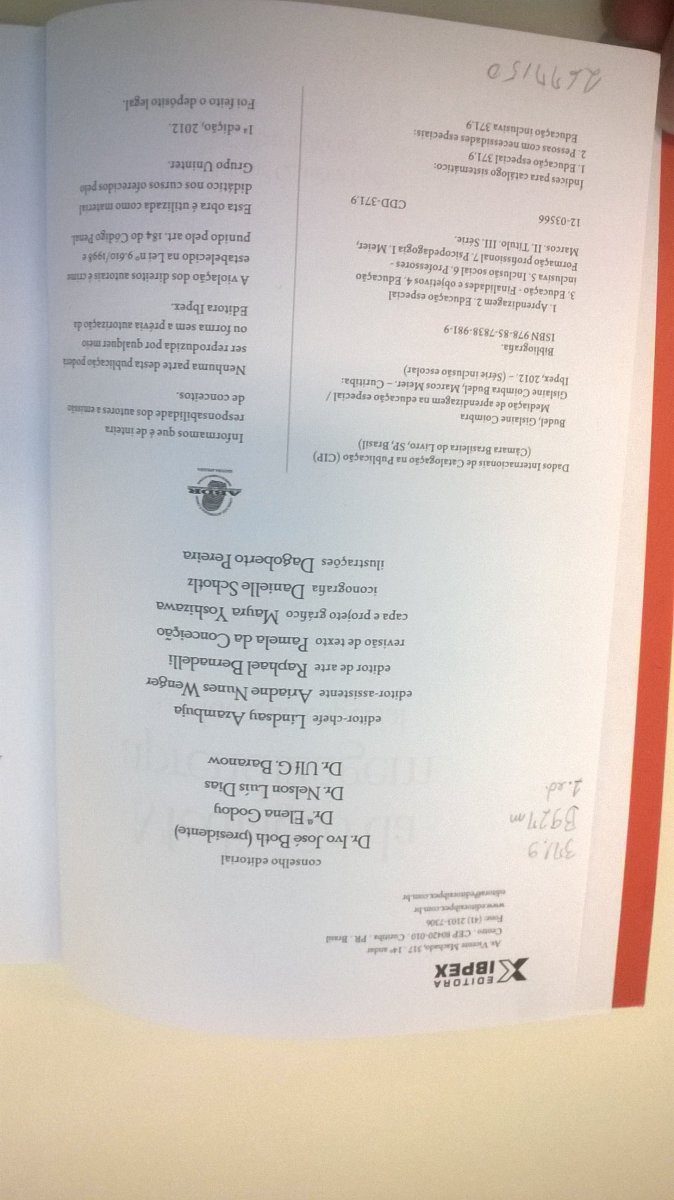 EDITORA
IBPEX
Av. Vicente Machado, 317 . 14º andar
Centro . CEP 80420-010 . Curitiba . PR . Brasil
Fone: (41) 2103-7306
www.editoraibpex.com.br
editora@editoraibpex.com.br
371.9
B927m
1.ed.
conselho editorial
Dr. Ivo José Both (presidente)
Dr.ª Elena Godoy
Dr. Nelson Luís Dias
Dr. Ulf G. Baranow
editor-chefe Lindsay Azambuja
editor-assistente Ariadne Nunes Wenger
editor de arte Raphael Bernadelli
revisão de texto Pamela da Conceição
capa e projeto gráfico Mayra Yoshizawa
iconografia Danielle Scholtz
ilustrações Dagoberto Pereira
ABDR
Dados Internacionais de Catalogação na Publicação (CIP)
(Câmara Brasileira do Livro, SP, Brasil)
Budel, Gislaine Coimbra
Mediação de aprendizagem na educação especial /
Gislaine Coimbra Budel, Marcos Meier. – Curitiba:
Ibpex, 2012. – (Série inclusão escolar)
Bibliografia.
ISBN 978-85-7838-981-9
1. Aprendizagem 2. Educação especial
3. Educação - Finalidades e objetivos 4. Educação
inclusiva 5. Inclusão social 6. Professores -
Formação profissional 7. Psicopedagogia I. Meier,
Marcos. II. Título. III. Série.
12-03566 CDD-371.9
Índices para catálogo sistemático:
1. Educação especial 371.9
2. Pessoas com necessidades especiais:
Educação inclusiva 371.9
Informamos que é de inteira
responsabilidade dos autores a emissão
de conceitos.
Nenhuma parte desta publicação poderá
ser reproduzida por qualquer meio
ou forma sem a prévia autorização da
Editora Ibpex.
A violação dos direitos autorais é crime
estabelecido na Lei nº 9.610/1998 e
punido pelo art. 184 do Código Penal.
Esta obra é utilizada como material
didático nos cursos oferecidos pelo
Grupo Uninter.
1ª edição, 2012.
Foi feito o depósito legal.